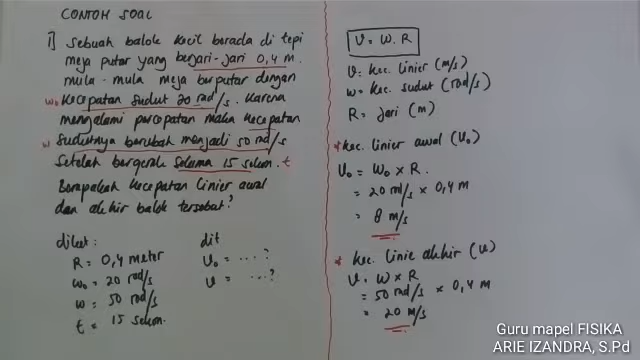 CONTOH SOAL
1) Sebuah balok kecil berada di tepi
meja putar yang berjari-jari 0,4 m.
mula-mula meja berputar dengan
ω₀ kecepatan sudut 20 rad/s. Karena
mengalami percepatan maka kecepatan
ω sudutnya berubah menjadi 50 rad/s
setelah bergerak selama 15 sekon. t
Berapakah kecepatan linier awal
dan akhir balok tersebut?
diket:
R = 0,4 meter
ω₀ = 20 rad/s
ω = 50 rad/s
t = 15 sekon.
dit
v₀ = ...?
v = ...?
v = ω . R
v = kec. linier (m/s)
ω = kec. sudut (rad/s)
R = jari (m)
* kec. linier awal (v₀)
v₀ = ω₀ x R.
= 20 rad/s x 0,4 m
= 8 m/s
* kec. linie akhir (v)
v = ω x R
= 50 rad/s x 0,4 m
= 20 m/s
Guru mapel FISIKA
ARIE IZANDRA, S.Pd